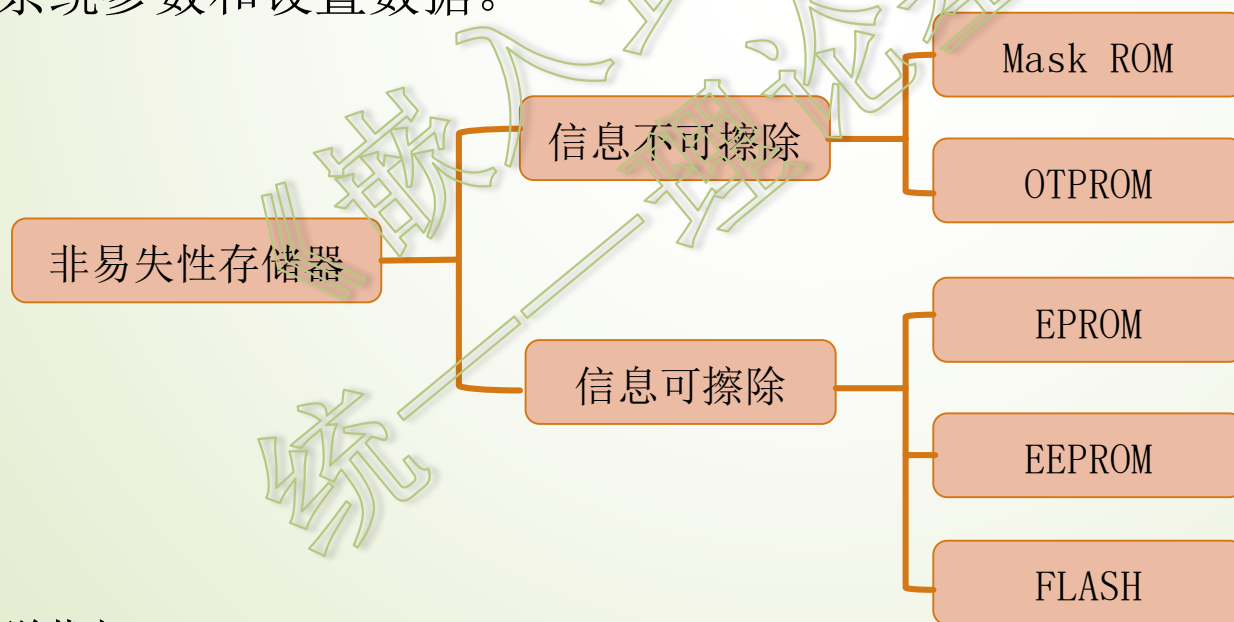 系统参数和设置数据。
非易失性存储器
信息不可擦除
Mask ROM
OTPROM
信息可擦除
EPROM
EEPROM
FLASH